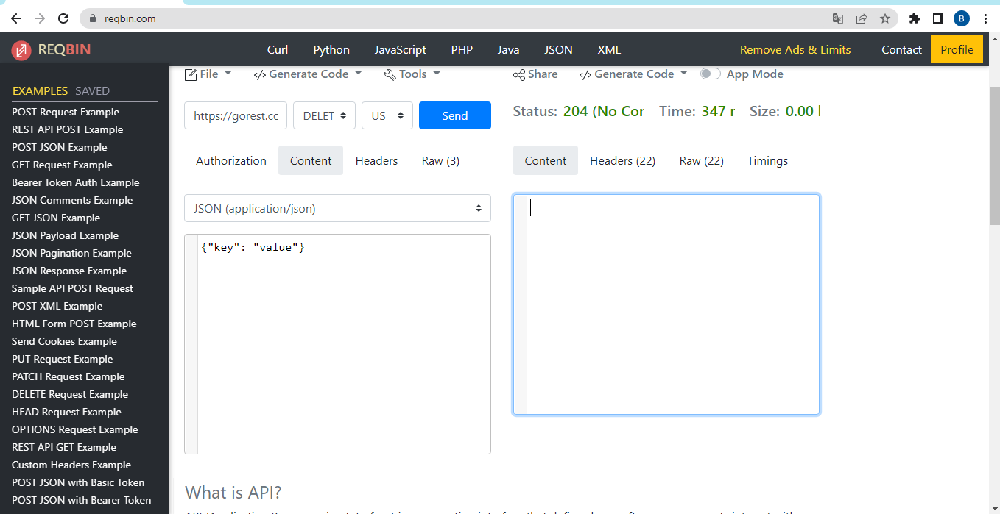 reqbin.com
B
REQBIN
Curl Python JavaScript PHP Java JSON XML Remove Ads & Limits Contact Profile
EXAMPLES SAVED
POST Request Example
REST API POST Example
POST JSON Example
GET Request Example
Bearer Token Auth Example
JSON Comments Example
GET JSON Example
JSON Payload Example
JSON Pagination Example
JSON Response Example
Sample API POST Request
POST XML Example
HTML Form POST Example
Send Cookies Example
PUT Request Example
PATCH Request Example
DELETE Request Example
HEAD Request Example
OPTIONS Request Example
REST API GET Example
Custom Headers Example
POST JSON with Basic Token
POST JSON with Bearer Token
File </> Generate Code Tools
https://gorest.cc DELET US Send
Authorization Content Headers Raw (3)
JSON (application/json)
{"key": "value"}
Share </> Generate Code App Mode
Status: 204 (No Cor Time: 347 Size: 0.00
Content Headers (22) Raw (22) Timings
What is API?